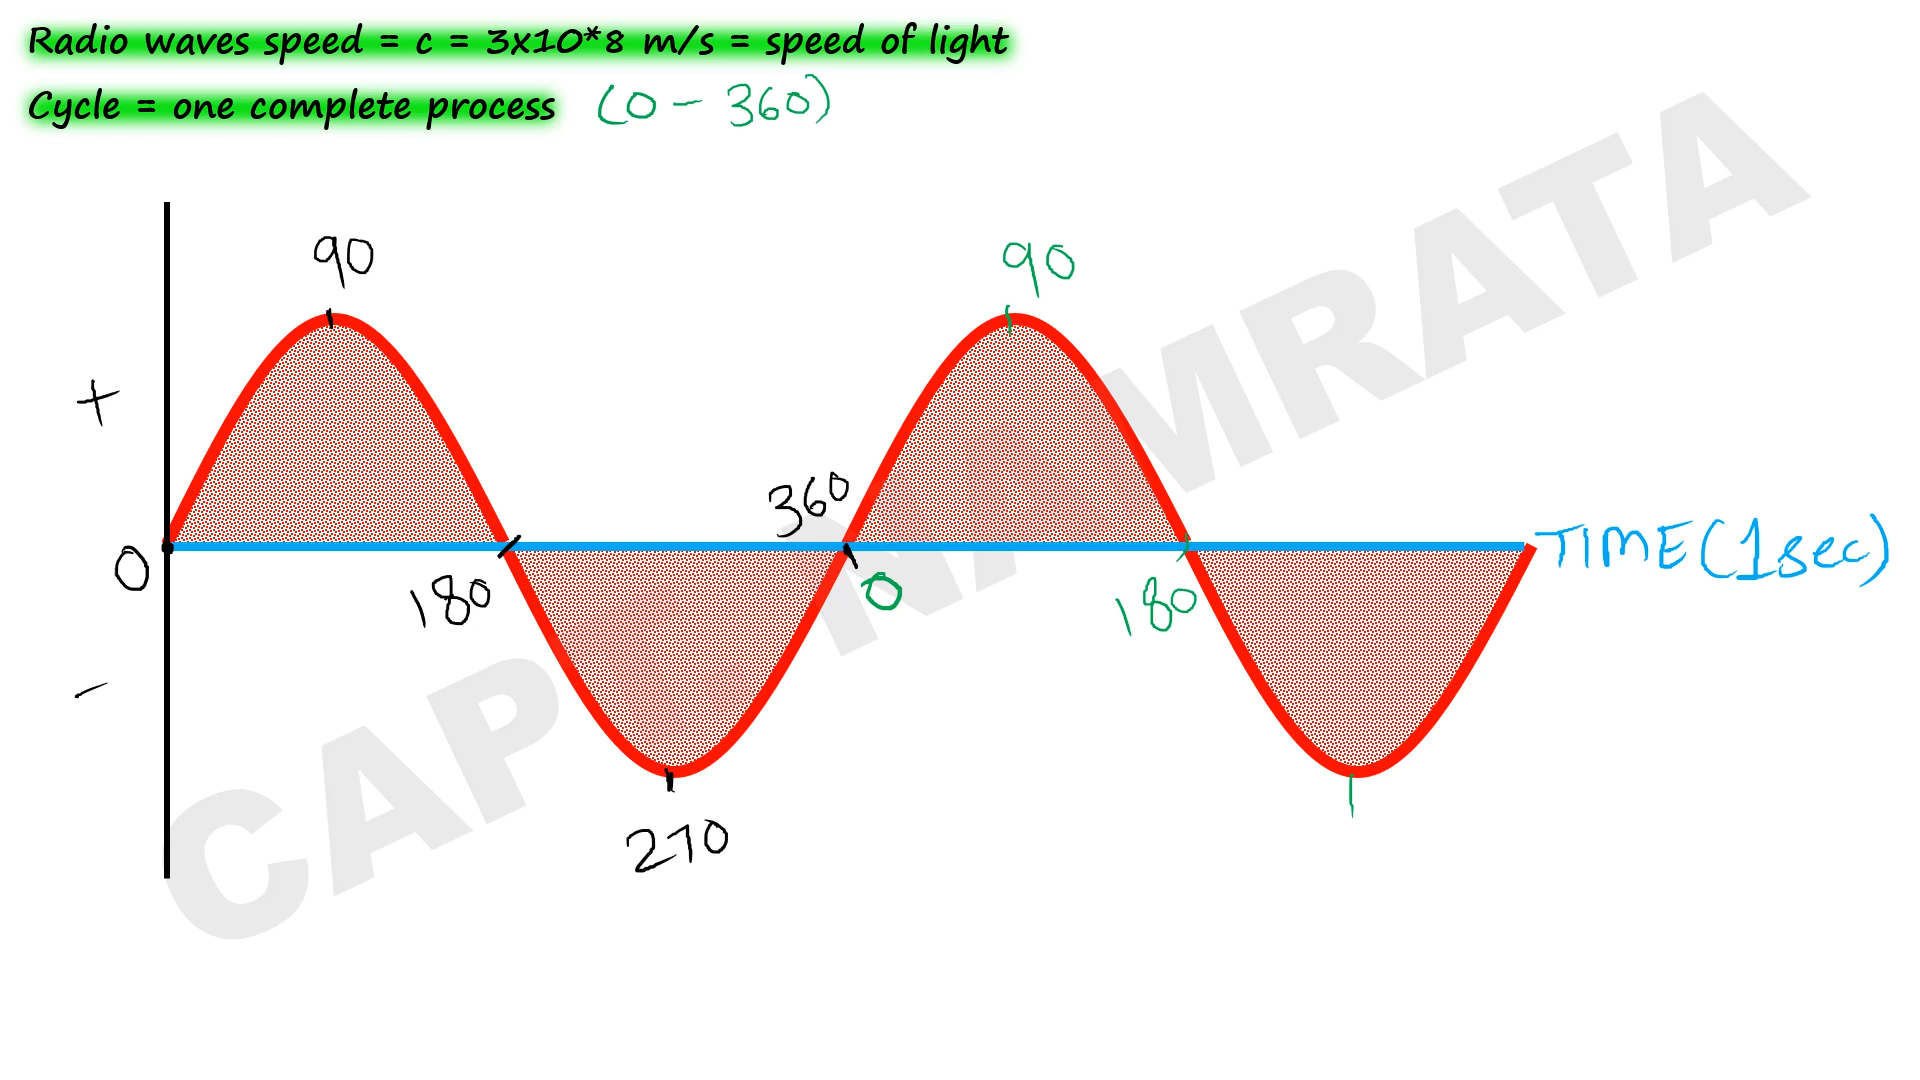 Radio waves speed = c = 3x10*8 m/s = speed of light
Cycle = one complete process (0 - 360)
90
90
+
360
0
180
0
180
TIME (1sec)
-
270
CAP NAMRATA